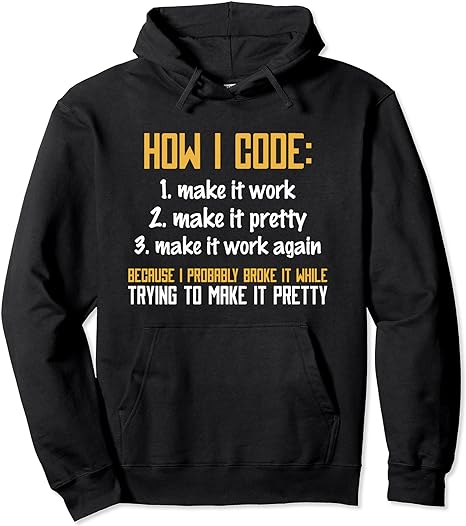 HOW I CODE:
1. make it work
2. make it pretty
3. make it work again
BECAUSE I PROBABLY BROKE IT WHILE
TRYING TO MAKE IT PRETTY